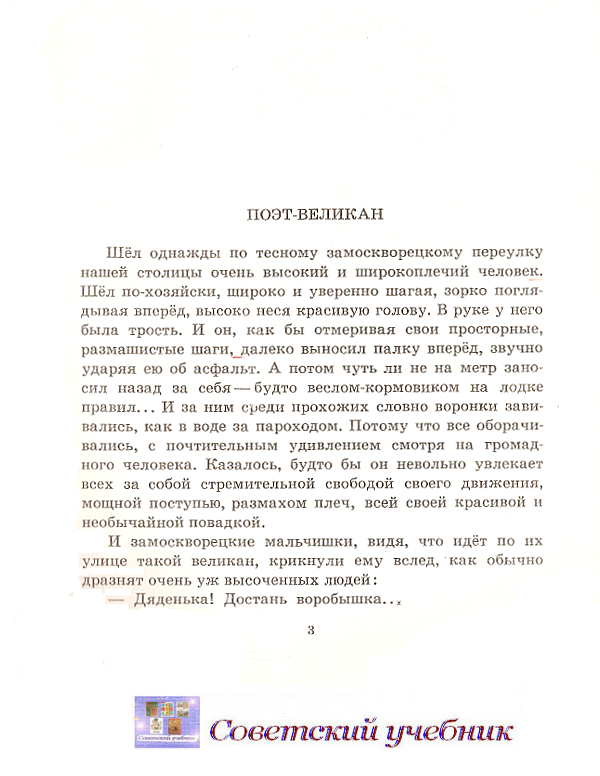 ПОЭТ-ВЕЛИКАН
Шёл однажды по тесному замоскворецкому переулку
нашей столицы очень высокий и широкоплечий человек.
Шёл по-хозяйски, широко и уверенно шагая, зорко погля-
дывая вперёд, высоко неся красивую голову. В руке у него
была трость. И он, как бы отмеривая свои просторные,
размашистые шаги, далеко выносил палку вперёд, звучно
ударяя ею об асфальт. А потом чуть ли не на метр зано-
сил назад за себя — будто веслом-кормовиком на лодке
правил... И за ним среди прохожих словно воронки зави-
вались, как в воде за пароходом. Потому что все оборачи-
вались, с почтительным удивлением смотря на громад-
ного человека. Казалось, будто бы он невольно увлекает
всех за собой стремительной свободой своего движения,
мощной поступью, размахом плеч, всей своей красивой и
необычайной повадкой.
И замоскворецкие мальчишки, видя, что идёт по их
улице такой великан, крикнули ему вслед, как обычно
дразнят очень уж высоченных людей:
— Дяденька! Достань воробышка...
3
Советский учебник
Советский учебник